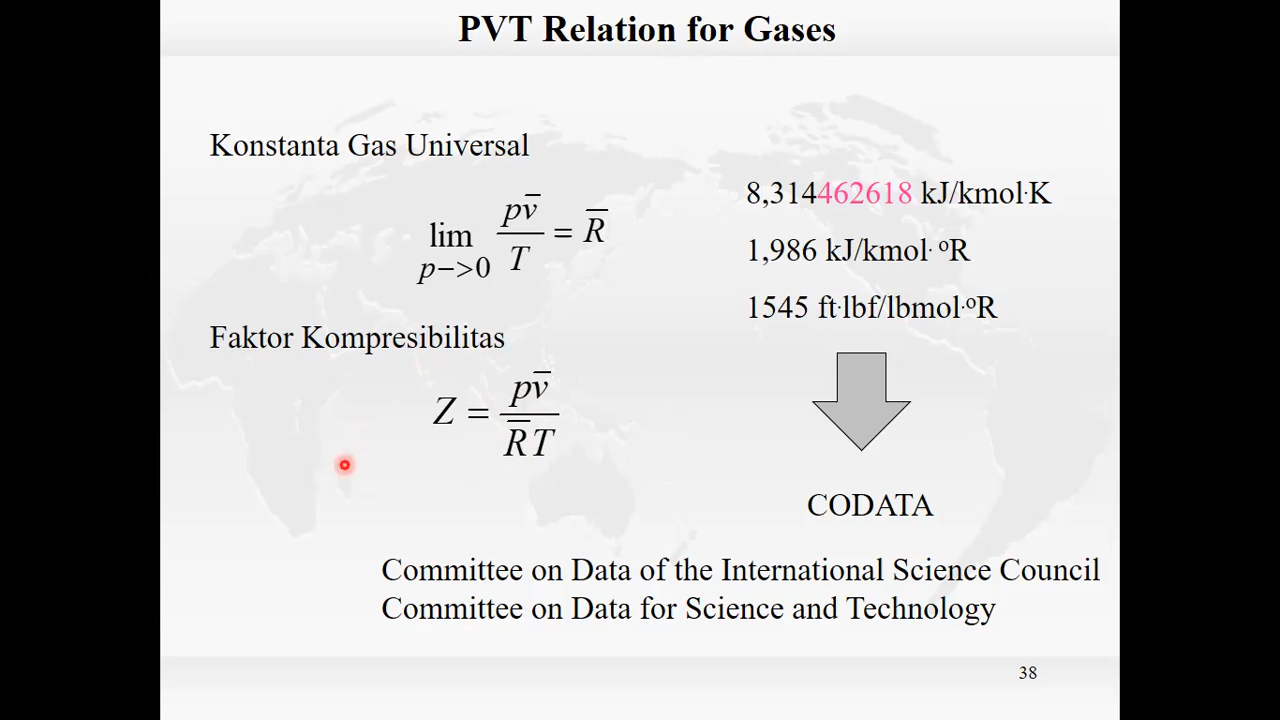 PVT Relation for Gases
Konstanta Gas Universal
lim p->0 pv̅/T = R̅
8,314462618 kJ/kmol·K
1,986 kJ/kmol· ºR
1545 ft·lbf/lbmol·ºR
Faktor Kompresibilitas
Z = pv̅/R̅T
CODATA
Committee on Data of the International Science Council
Committee on Data for Science and Technology
38